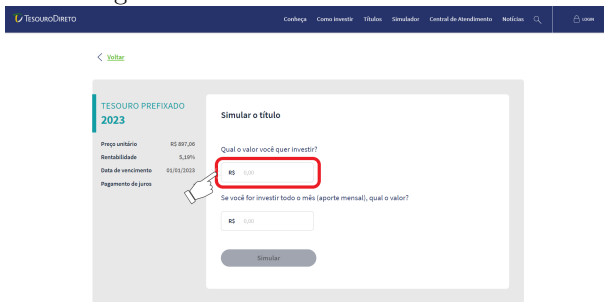 TESOURODIRETO
Conheça Como investir Títulos Simulador Central de Atendimento Notícias LOGIN
Voltar
TESOURO PREFIXADO
2023
Preço unitário R$ 897,06
Rentabilidade 5,19%
Data de vencimento 01/01/2023
Pagamento de juros
Simular o título
Qual o valor você quer investir?
R$ 0,00
Se você for investir todo o mês (aporte mensal), qual o valor?
R$ 0,00
Simular